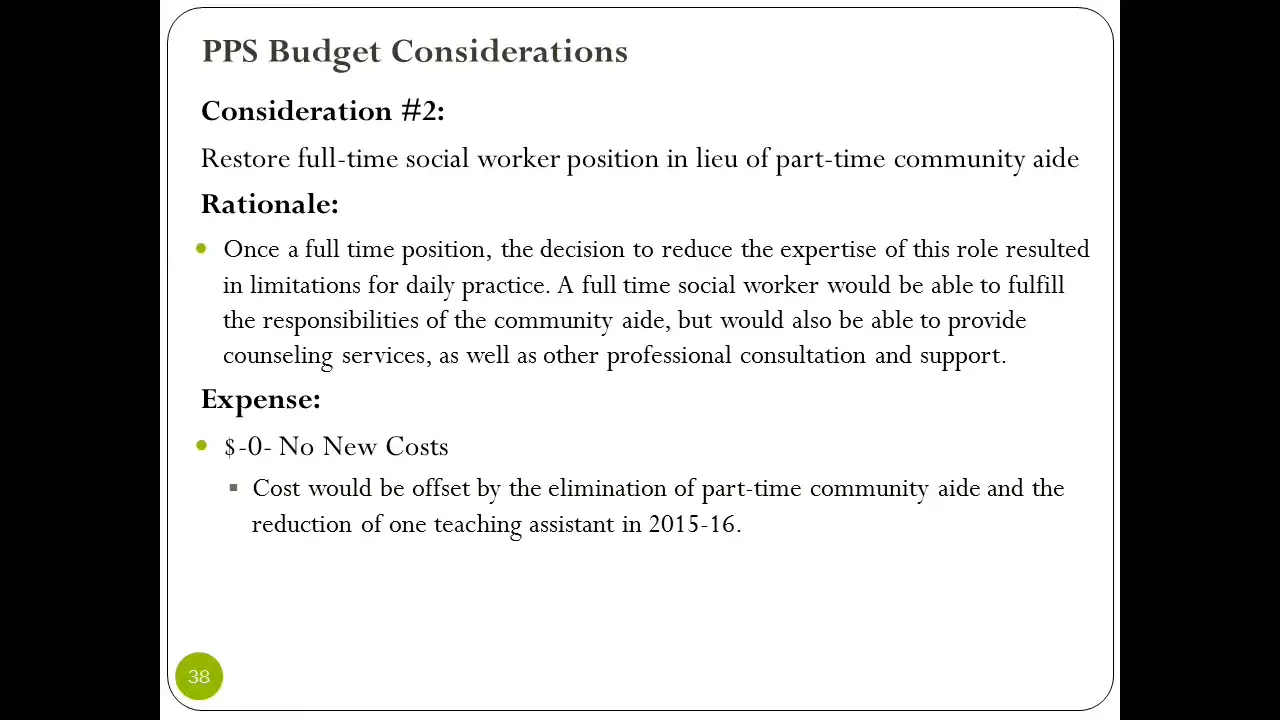 PPS Budget Considerations
Consideration #2:
Restore full-time social worker position in lieu of part-time community aide
Rationale:
Once a full time position, the decision to reduce the expertise of this role resulted
in limitations for daily practice. A full time social worker would be able to fulfill
the responsibilities of the community aide, but would also be able to provide
counseling services, as well as other professional consultation and support.
Expense:
$-0- No New Costs
Cost would be offset by the elimination of part-time community aide and the
reduction of one teaching assistant in 2015-16.
38